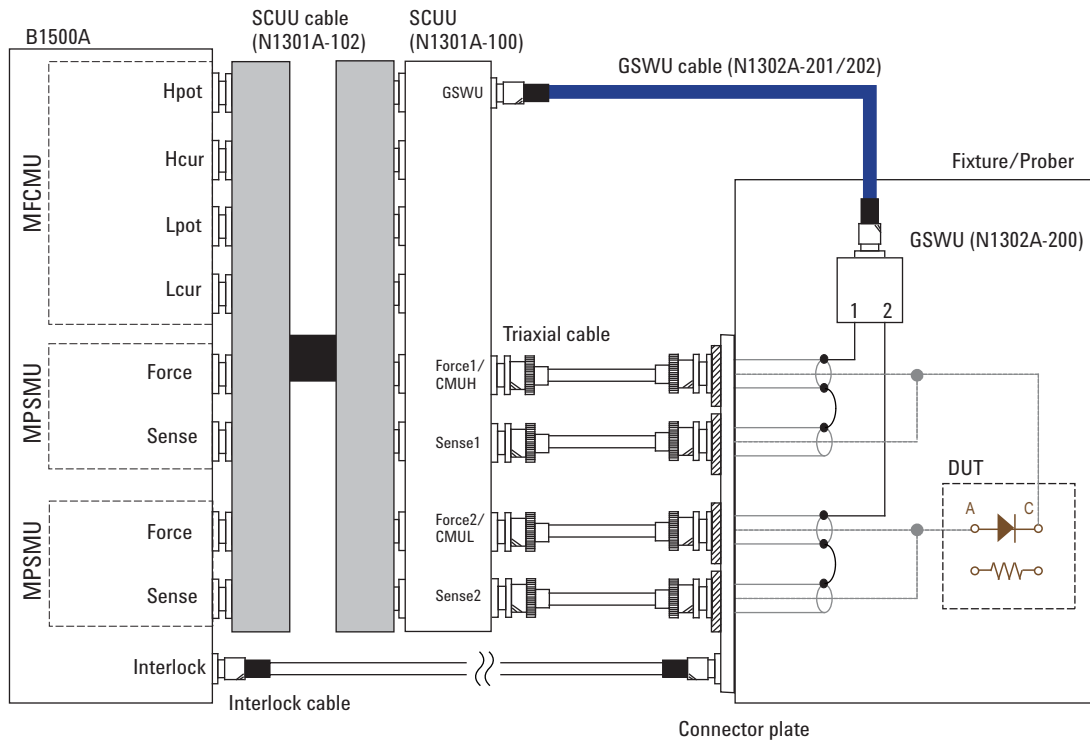 B1500A
SCUU cable
(N1301A-102)
SCUU
(N1301A-100)
GSWU cable (N1302A-201/202)
Fixture/Prober
MFCMU
Hpot
Hcur
Lpot
Lcur
GSWU
GSWU (N1302A-200)
1 2
Triaxial cable
MPSMU
Force
Sense
Force1/
CMUH
Sense1
MPSMU
Force
Sense
Force2/
CMUL
Sense2
DUT
A C
Interlock
Interlock cable
Connector plate